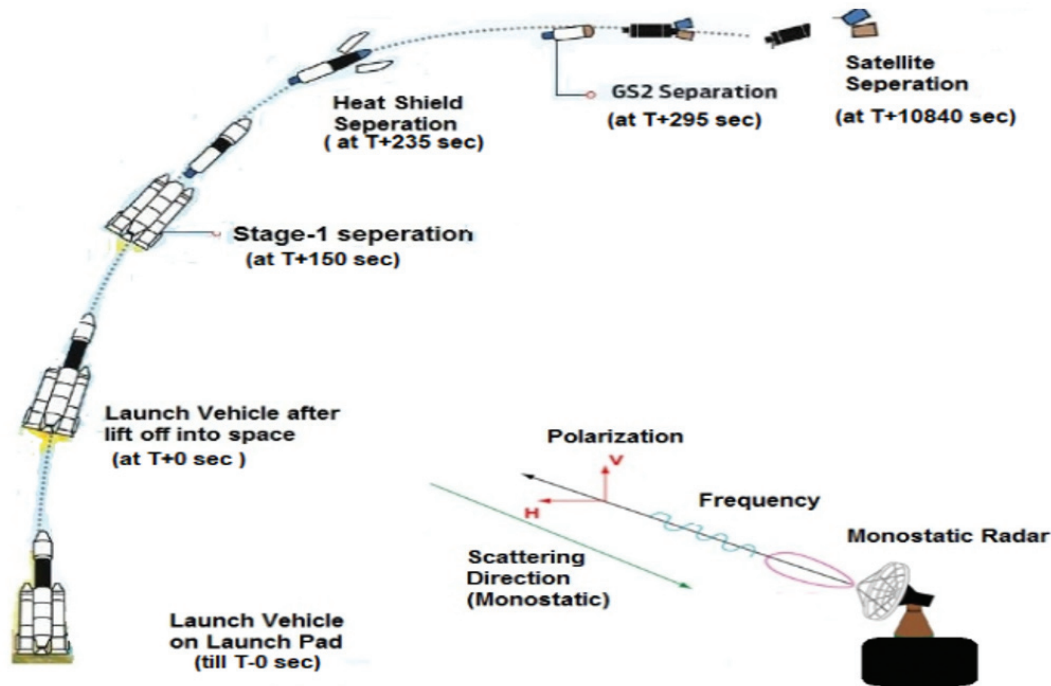 Heat Shield
Seperation
( at T+235 sec)
GS2 Separation
(at T+295 sec)
Satellite
Seperation
(at T+10840 sec)
Stage-1 seperation
(at T+150 sec)
Launch Vehicle after
lift off into space
(at T+0 sec )
Launch Vehicle
on Launch Pad
(till T-0 sec)
Polarization
V
H
Frequency
Scattering
Direction
(Monostatic)
Monostatic Radar